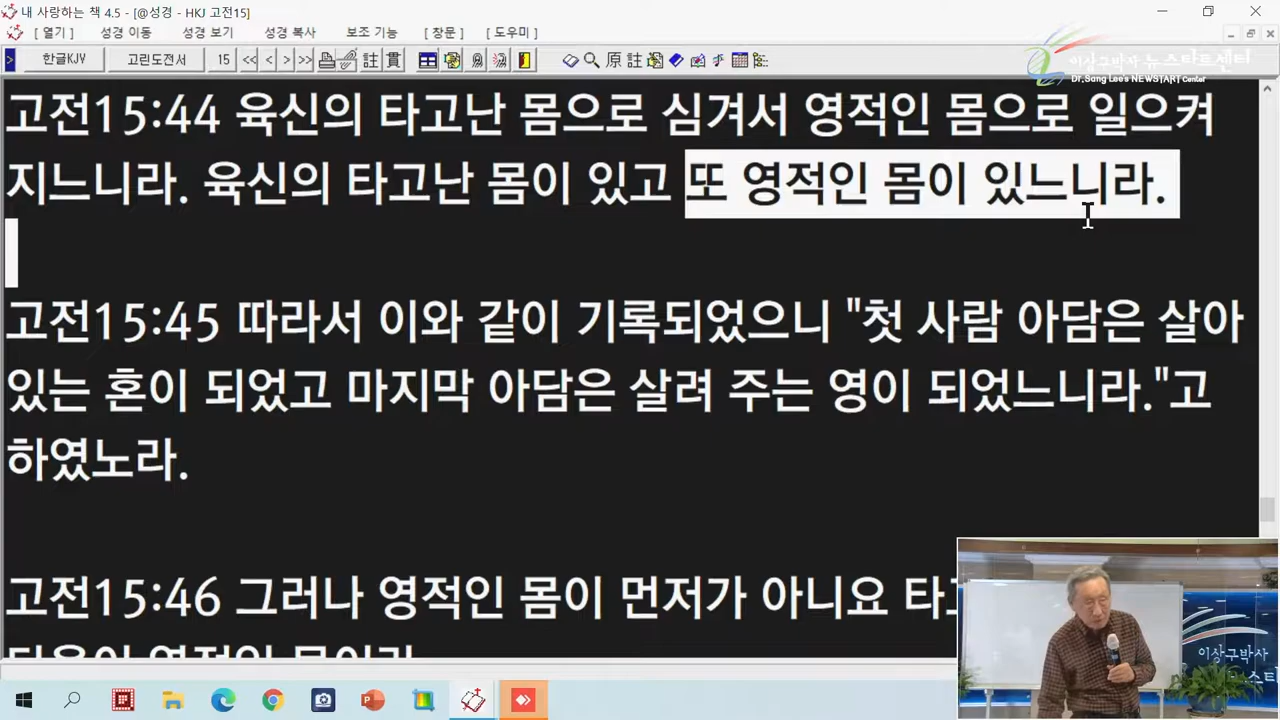 내 사랑하는 책 4.5 - [@성경 - HKJ 고전15]
[ 열기 ] 성경 이동 성경 보기 성경 복사 보조 기능 [ 창문 ] [ 도우미 ]
> 한글KJV 고린도전서 15 << < > >> 註 貫 原 註
이상구박사 뉴스타트센터
Dr.Sang Lee's NEWSTART Center
고전15:44 육신의 타고난 몸으로 심겨서 영적인 몸으로 일으켜
지느니라. 육신의 타고난 몸이 있고 또 영적인 몸이 있느니라.
고전15:45 따라서 이와 같이 기록되었으니 "첫 사람 아담은 살아
있는 혼이 되었고 마지막 아담은 살려 주는 영이 되었느니라."고
하였노라.
고전15:46 그러나 영적인 몸이 먼저가 아니요
이상구박사